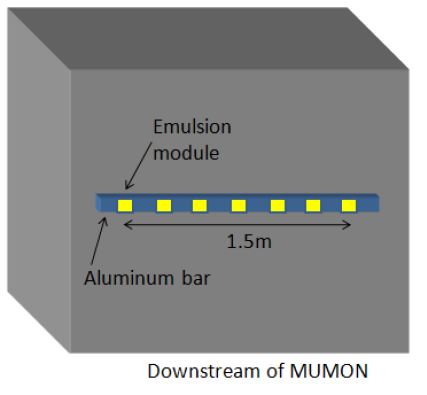 Emulsion
module
1.5m
Aluminum bar
Downstream of MUMON